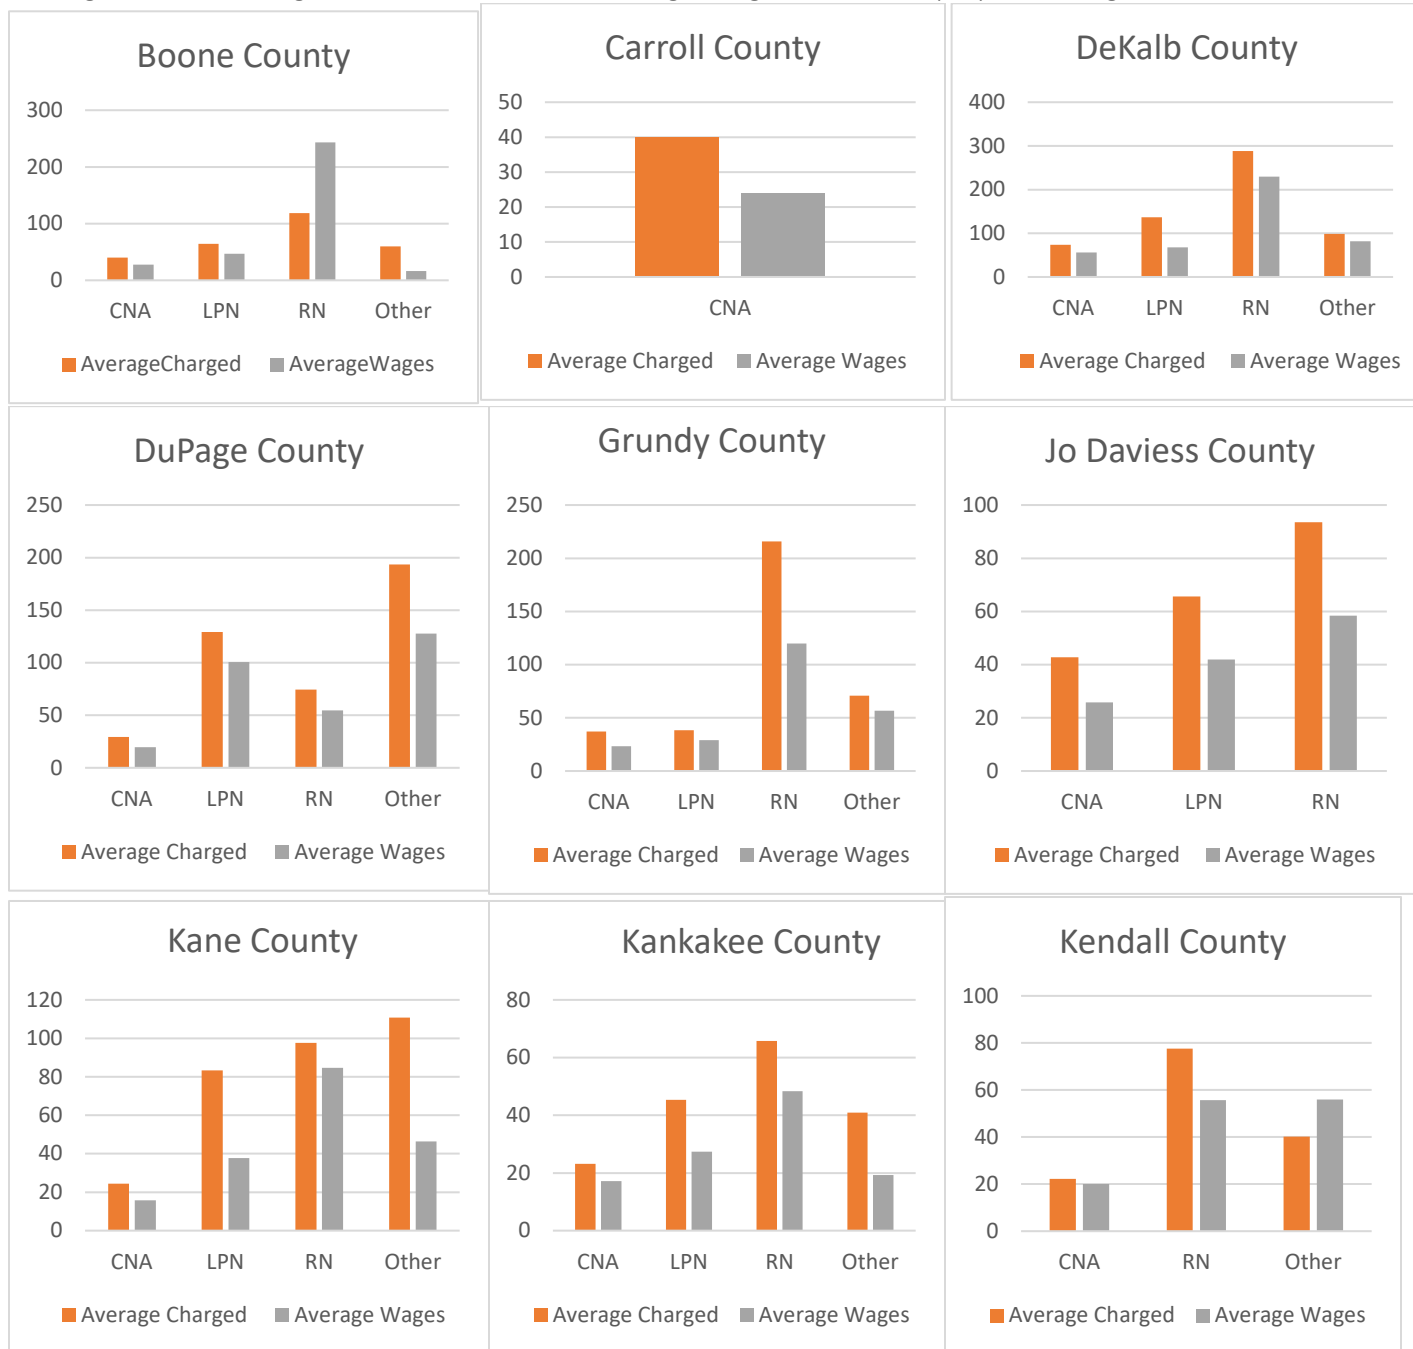 Boone County
300
200
100
0
CNA LPN RN Other
AverageCharged AverageWages
Carroll County
50
40
30
20
10
0
CNA
Average Charged Average Wages
DeKalb County
400
300
200
100
0
CNA LPN RN Other
Average Charged Average Wages
DuPage County
250
200
150
100
50
0
CNA LPN RN Other
Average Charged Average Wages
Grundy County
250
200
150
100
50
0
CNA LPN RN Other
Average Charged Average Wages
Jo Daviess County
100
80
60
40
20
0
CNA LPN RN
Average Charged Average Wages
Kane County
120
100
80
60
40
20
0
CNA LPN RN Other
Average Charged Average Wages
Kankakee County
80
60
40
20
0
CNA LPN RN Other
Average Charged Average Wages
Kendall County
100
80
60
40
20
0
CNA RN Other
Average Charged Average Wages